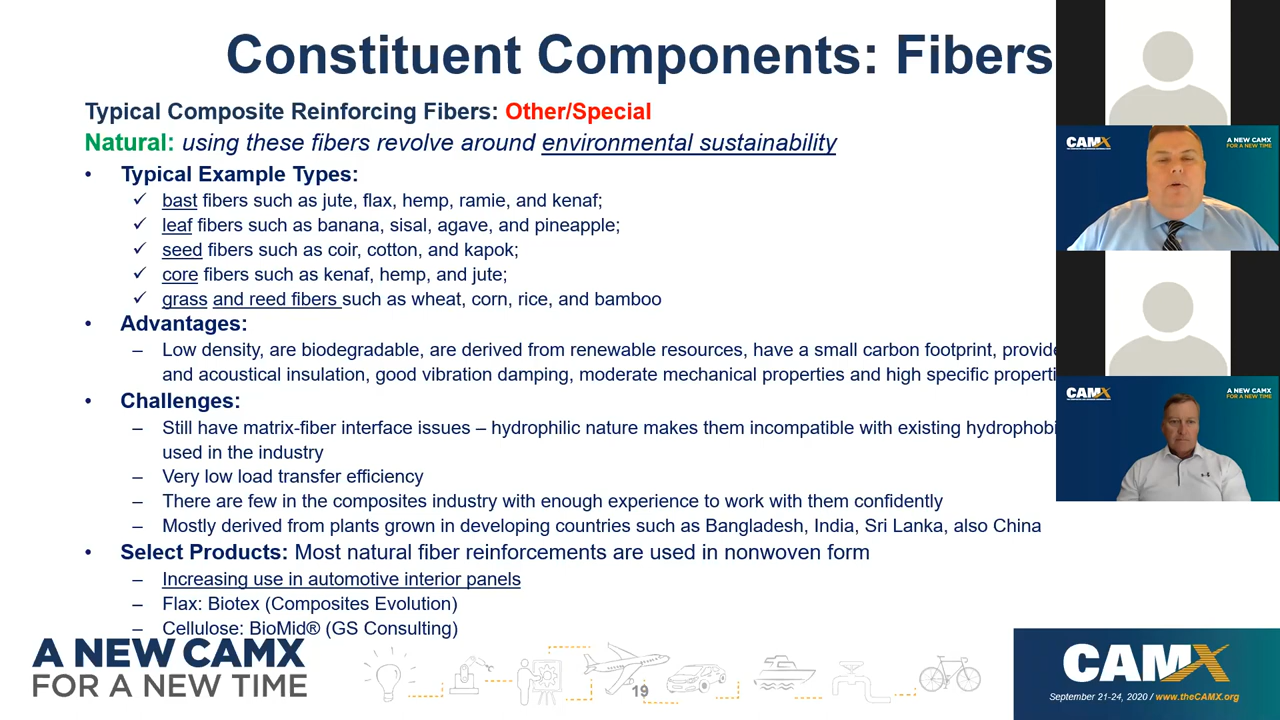 Constituent Components: Fibers
Typical Composite Reinforcing Fibers: Other/Special
Natural: using these fibers revolve around environmental sustainability
• Typical Example Types:
✓ bast fibers such as jute, flax, hemp, ramie, and kenaf;
✓ leaf fibers such as banana, sisal, agave, and pineapple;
✓ seed fibers such as coir, cotton, and kapok;
✓ core fibers such as kenaf, hemp, and jute;
✓ grass and reed fibers such as wheat, corn, rice, and bamboo
• Advantages:
– Low density, are biodegradable, are derived from renewable resources, have a small carbon footprint, provide
and acoustical insulation, good vibration damping, moderate mechanical properties and high specific properti
• Challenges:
– Still have matrix-fiber interface issues – hydrophilic nature makes them incompatible with existing hydrophobi
used in the industry
– Very low load transfer efficiency
– There are few in the composites industry with enough experience to work with them confidently
– Mostly derived from plants grown in developing countries such as Bangladesh, India, Sri Lanka, also China
• Select Products: Most natural fiber reinforcements are used in nonwoven form
– Increasing use in automotive interior panels
– Flax: Biotex (Composites Evolution)
– Cellulose: BioMid® (GS Consulting)
A NEW CAMX
FOR A NEW TIME
19
CAMX
September 21-24, 2020 / www.theCAMX.org
CAMX
A NEW CAMX
FOR A NEW TIME
CAMX
A NEW CAMX
FOR A NEW TIME